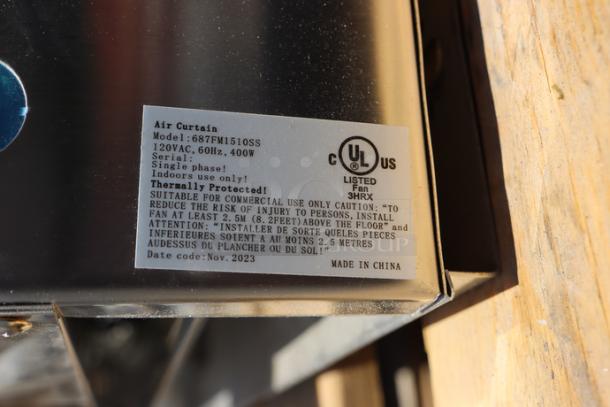 Air Curtain
Model:687FM1510SS
120VAC, 60Hz, 400W
Serial:
Single phase!
Indoors use only!
Thermally Protected!
SUITABLE FOR COMMERCIAL USE ONLY CAUTION: "TO
REDUCE THE RISK OF INJURY TO PERSONS, INSTALL
FAN AT LEAST 2.5M (8.2FEET) ABOVE THE FLOOR" and
ATTENTION: "INSTALLER DE SORTE QUELES PIECES
INFERIEURES SOIENT A AU MOINS 2.5 METRES
AUDESSUS DU PLANCHER OU DU SOL!"
Date code:Nov.2023
C UL ® US
LISTED
Fan
3HRX
MADE IN CHINA
GROUP